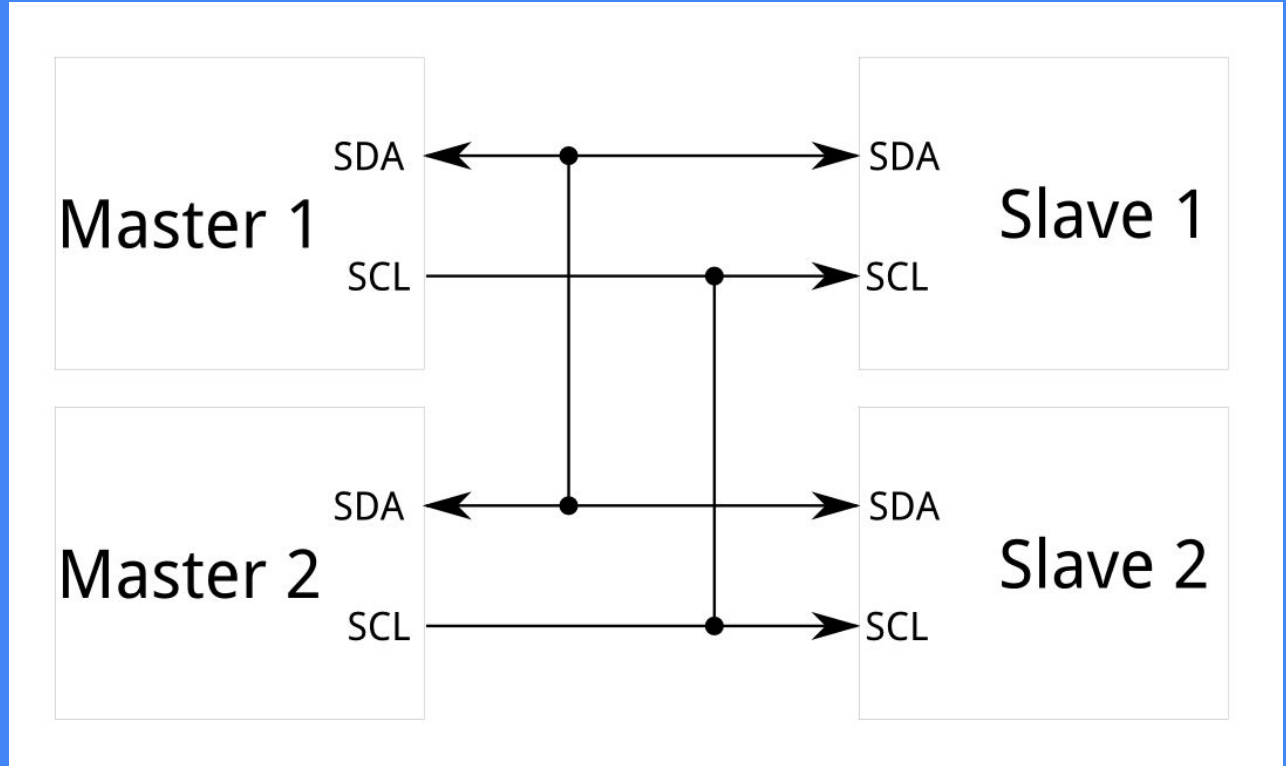 SDA
Master 1
SCL
SDA
Slave 1
SCL
SDA
Master 2
SCL
SDA
Slave 2
SCL